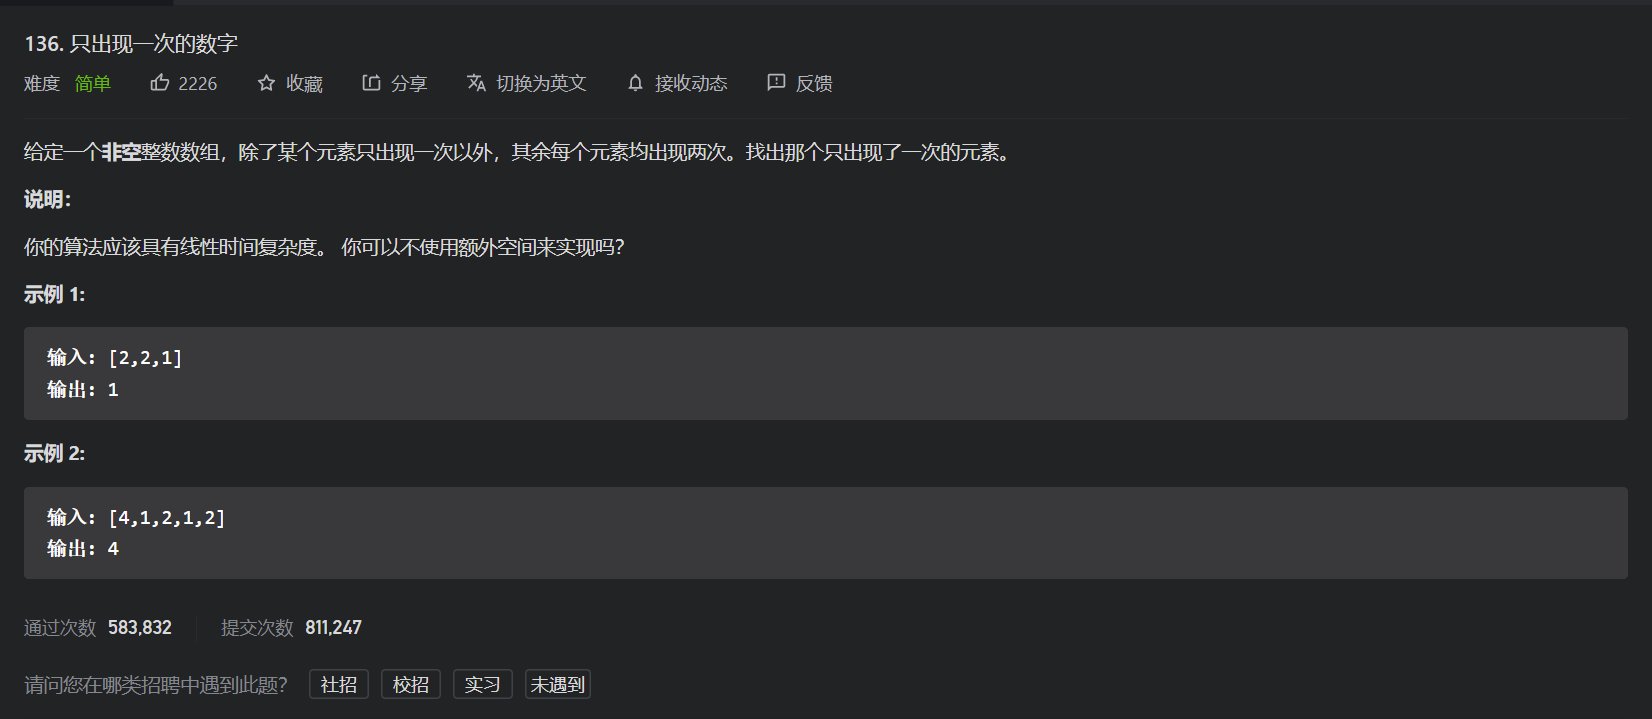 136. 只出现一次的数字
难度 简单 2226 收藏 分享 切换为英文 接收动态 反馈
给定一个非空整数数组，除了某个元素只出现一次以外，其余每个元素均出现两次。找出那个只出现了一次的元素。
说明：
你的算法应该具有线性时间复杂度。 你可以不使用额外空间来实现吗？
示例 1:
输入: [2,2,1]
输出: 1
示例 2:
输入: [4,1,2,1,2]
输出: 4
通过次数 583,832 提交次数 811,247
请问您在哪类招聘中遇到此题？ 社招 校招 实习 未遇到